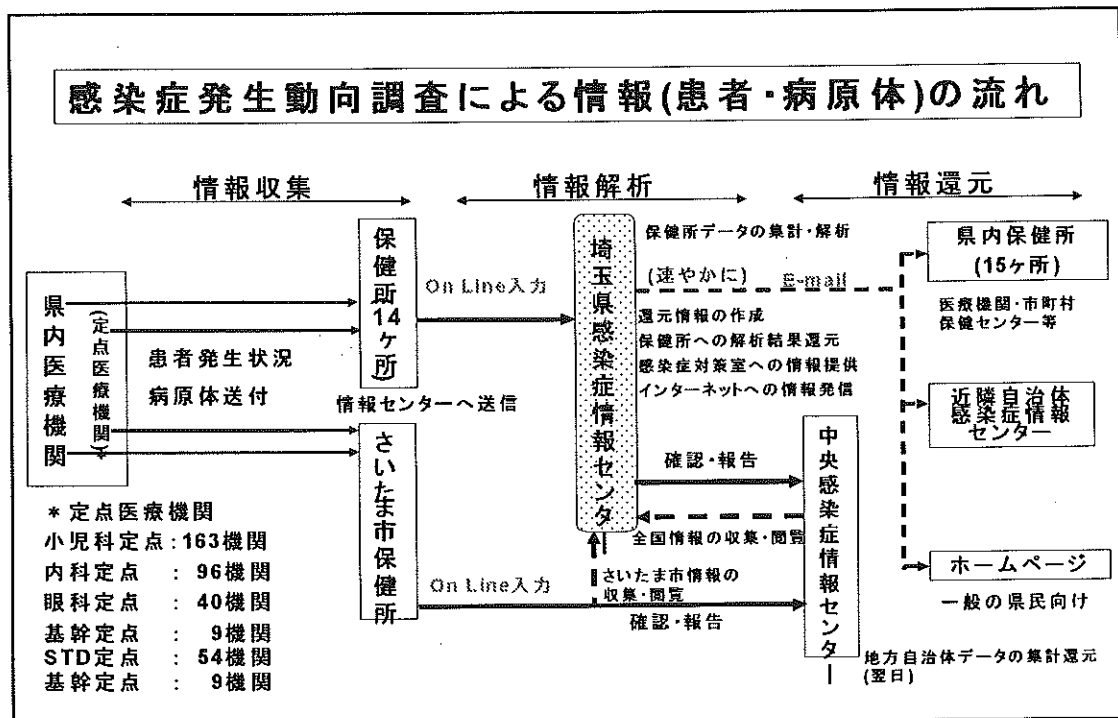 感染症発生動向調査による情報(患者・病原体)の流れ
情報収集
情報解析
情報還元
県内医療機関
(定点医療機関)*
患者発生状況
病原体送付
保健所(14ヶ所)
さいたま市保健所
On Line入力
情報センターへ送信
On Line入力
埼玉県感染症情報センター
保健所データの集計・解析
(速やかに) E-mail
還元情報の作成
保健所への解析結果還元
感染症対策室への情報提供
インターネットへの情報発信
確認・報告
全国情報の収集・閲覧
さいたま市情報の
収集・閲覧
確認・報告
中央感染症情報センター
地方自治体データの集計還元
(翌日)
県内保健所
(15ヶ所)
医療機関・市町村
保健センター等
近隣自治体
感染症情報
センター
ホームページ
一般の県民向け
*定点医療機関
小児科定点:163機関
内科定点 : 96機関
眼科定点 : 40機関
基幹定点 : 9機関
STD定点 : 54機関
基幹定点 : 9機関